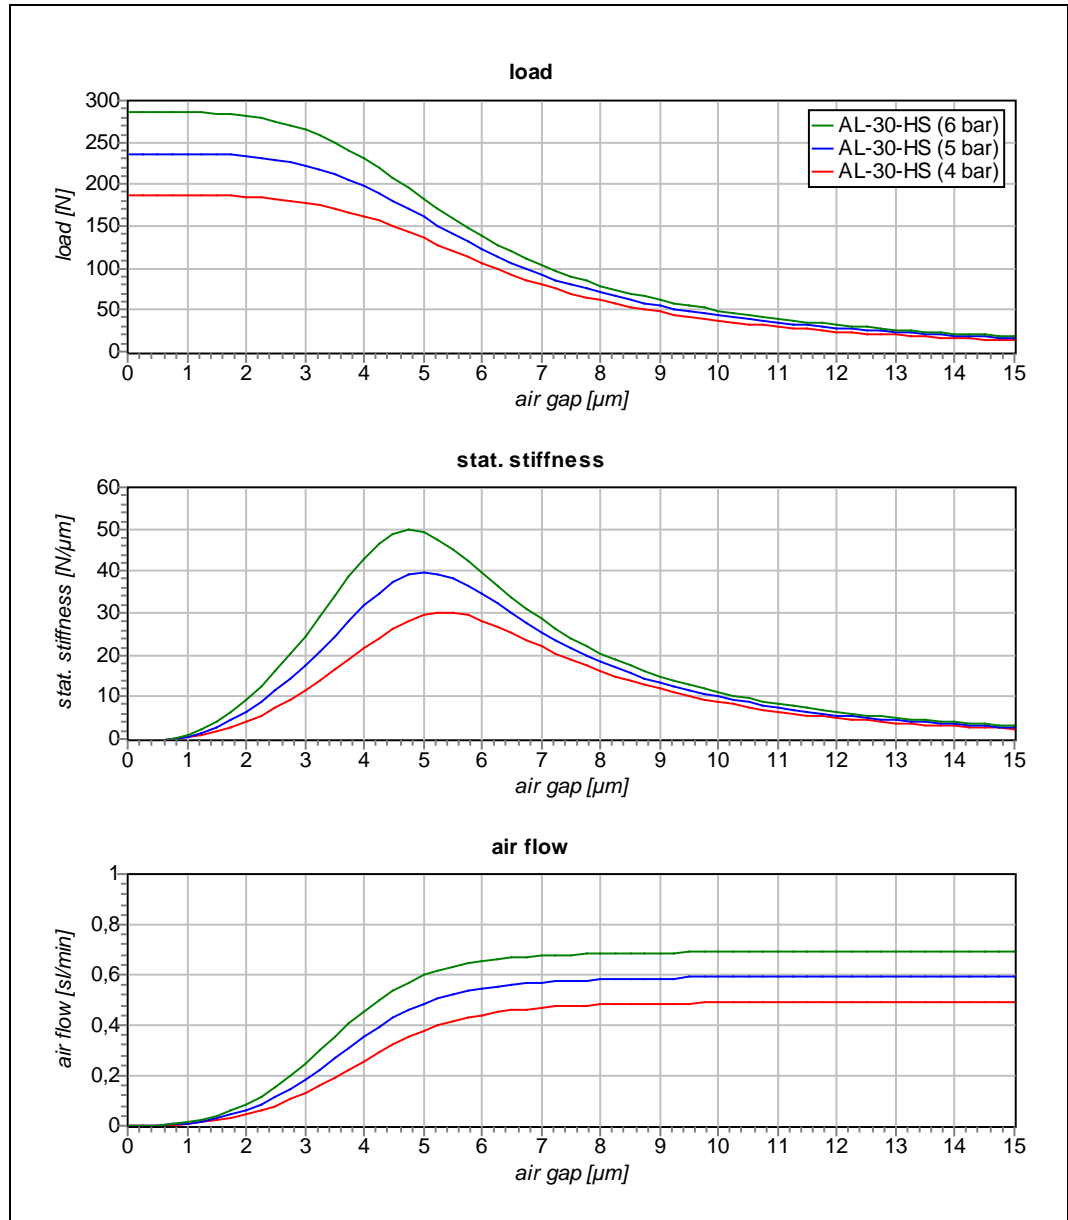 load
300
250
200
150
100
50
0
load [N]
AL-30-HS (6 bar)
AL-30-HS (5 bar)
AL-30-HS (4 bar)
0 1 2 3 4 5 6 7 8 9 10 11 12 13 14 15
air gap [µm]
stat. stiffness
60
50
40
30
20
10
0
stat. stiffness [N/µm]
0 1 2 3 4 5 6 7 8 9 10 11 12 13 14 15
air gap [µm]
air flow
1
0,8
0,6
0,4
0,2
0
air flow [sl/min]
0 1 2 3 4 5 6 7 8 9 10 11 12 13 14 15
air gap [µm]